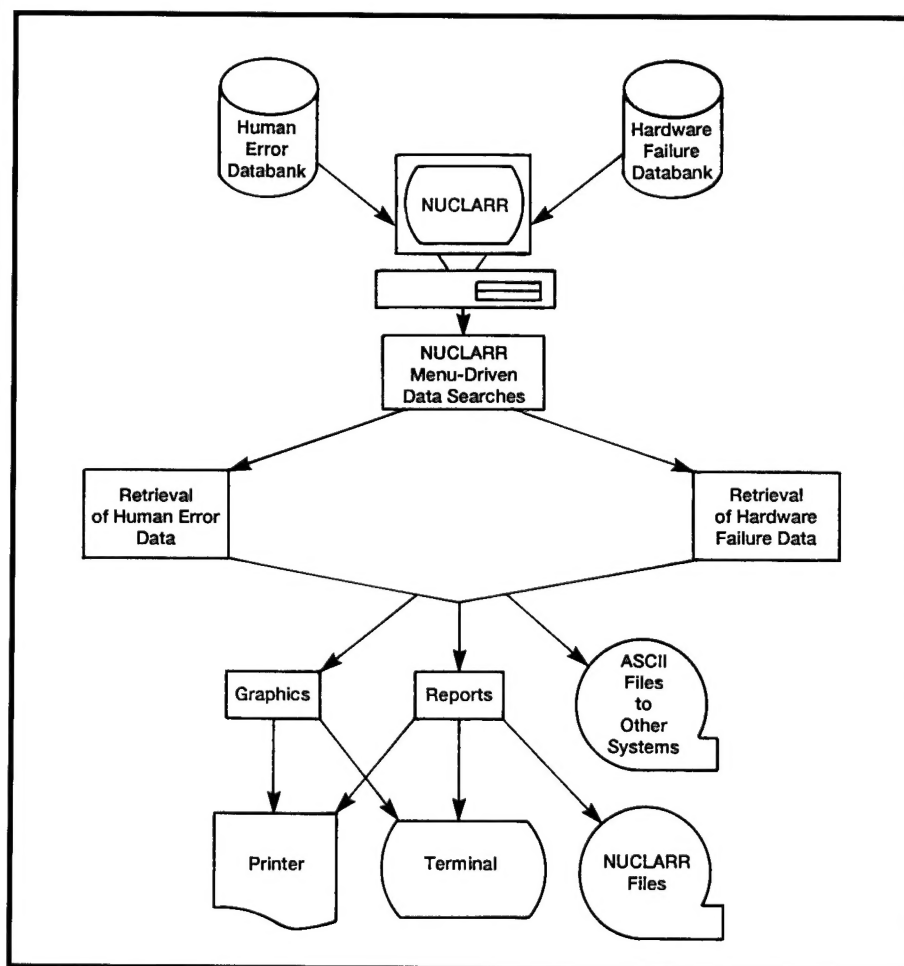 Human
Error
Databank
Hardware
Failure
Databank
NUCLARR
NUCLARR
Menu-Driven
Data Searches
Retrieval
of Human Error
Data
Retrieval
of Hardware
Failure Data
Graphics
Reports
ASCII
Files
to
Other
Systems
Printer
Terminal
NUCLARR
Files